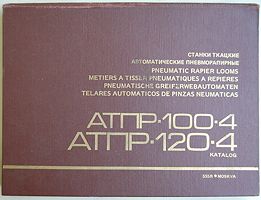 СТАНКИ ТКАЦКИЕ
АВТОМАТИЧЕСКИЕ ПНЕВМОРАПИРНЫЕ
PNEUMATIC RAPIER LOOMS
METIERS A TISSER PNEUMATIQUES A REPIERES
PNEUMATISCHE GREIFERWEBAUTOMATEN
TELARES AUTOMATICOS DE PINZAS NEUMATICAS
АТПР·100·4
АТПР·120·4
KATALOG
SSSR • MOSKVA